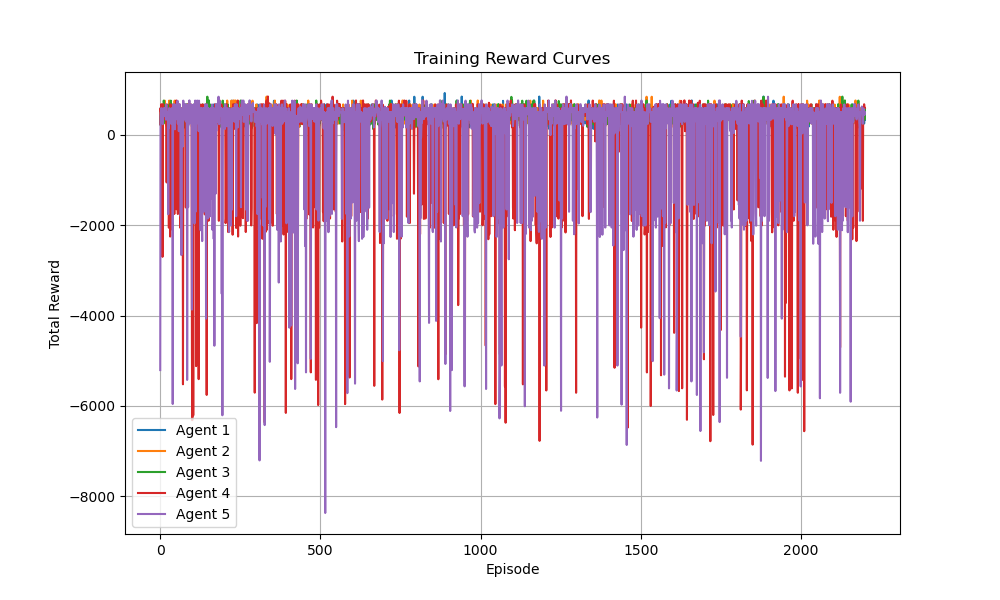 Training Reward Curves
Total Reward
0
−2000
−4000
−6000
−8000
Agent 1
Agent 2
Agent 3
Agent 4
Agent 5
0 500 1000 1500 2000
Episode